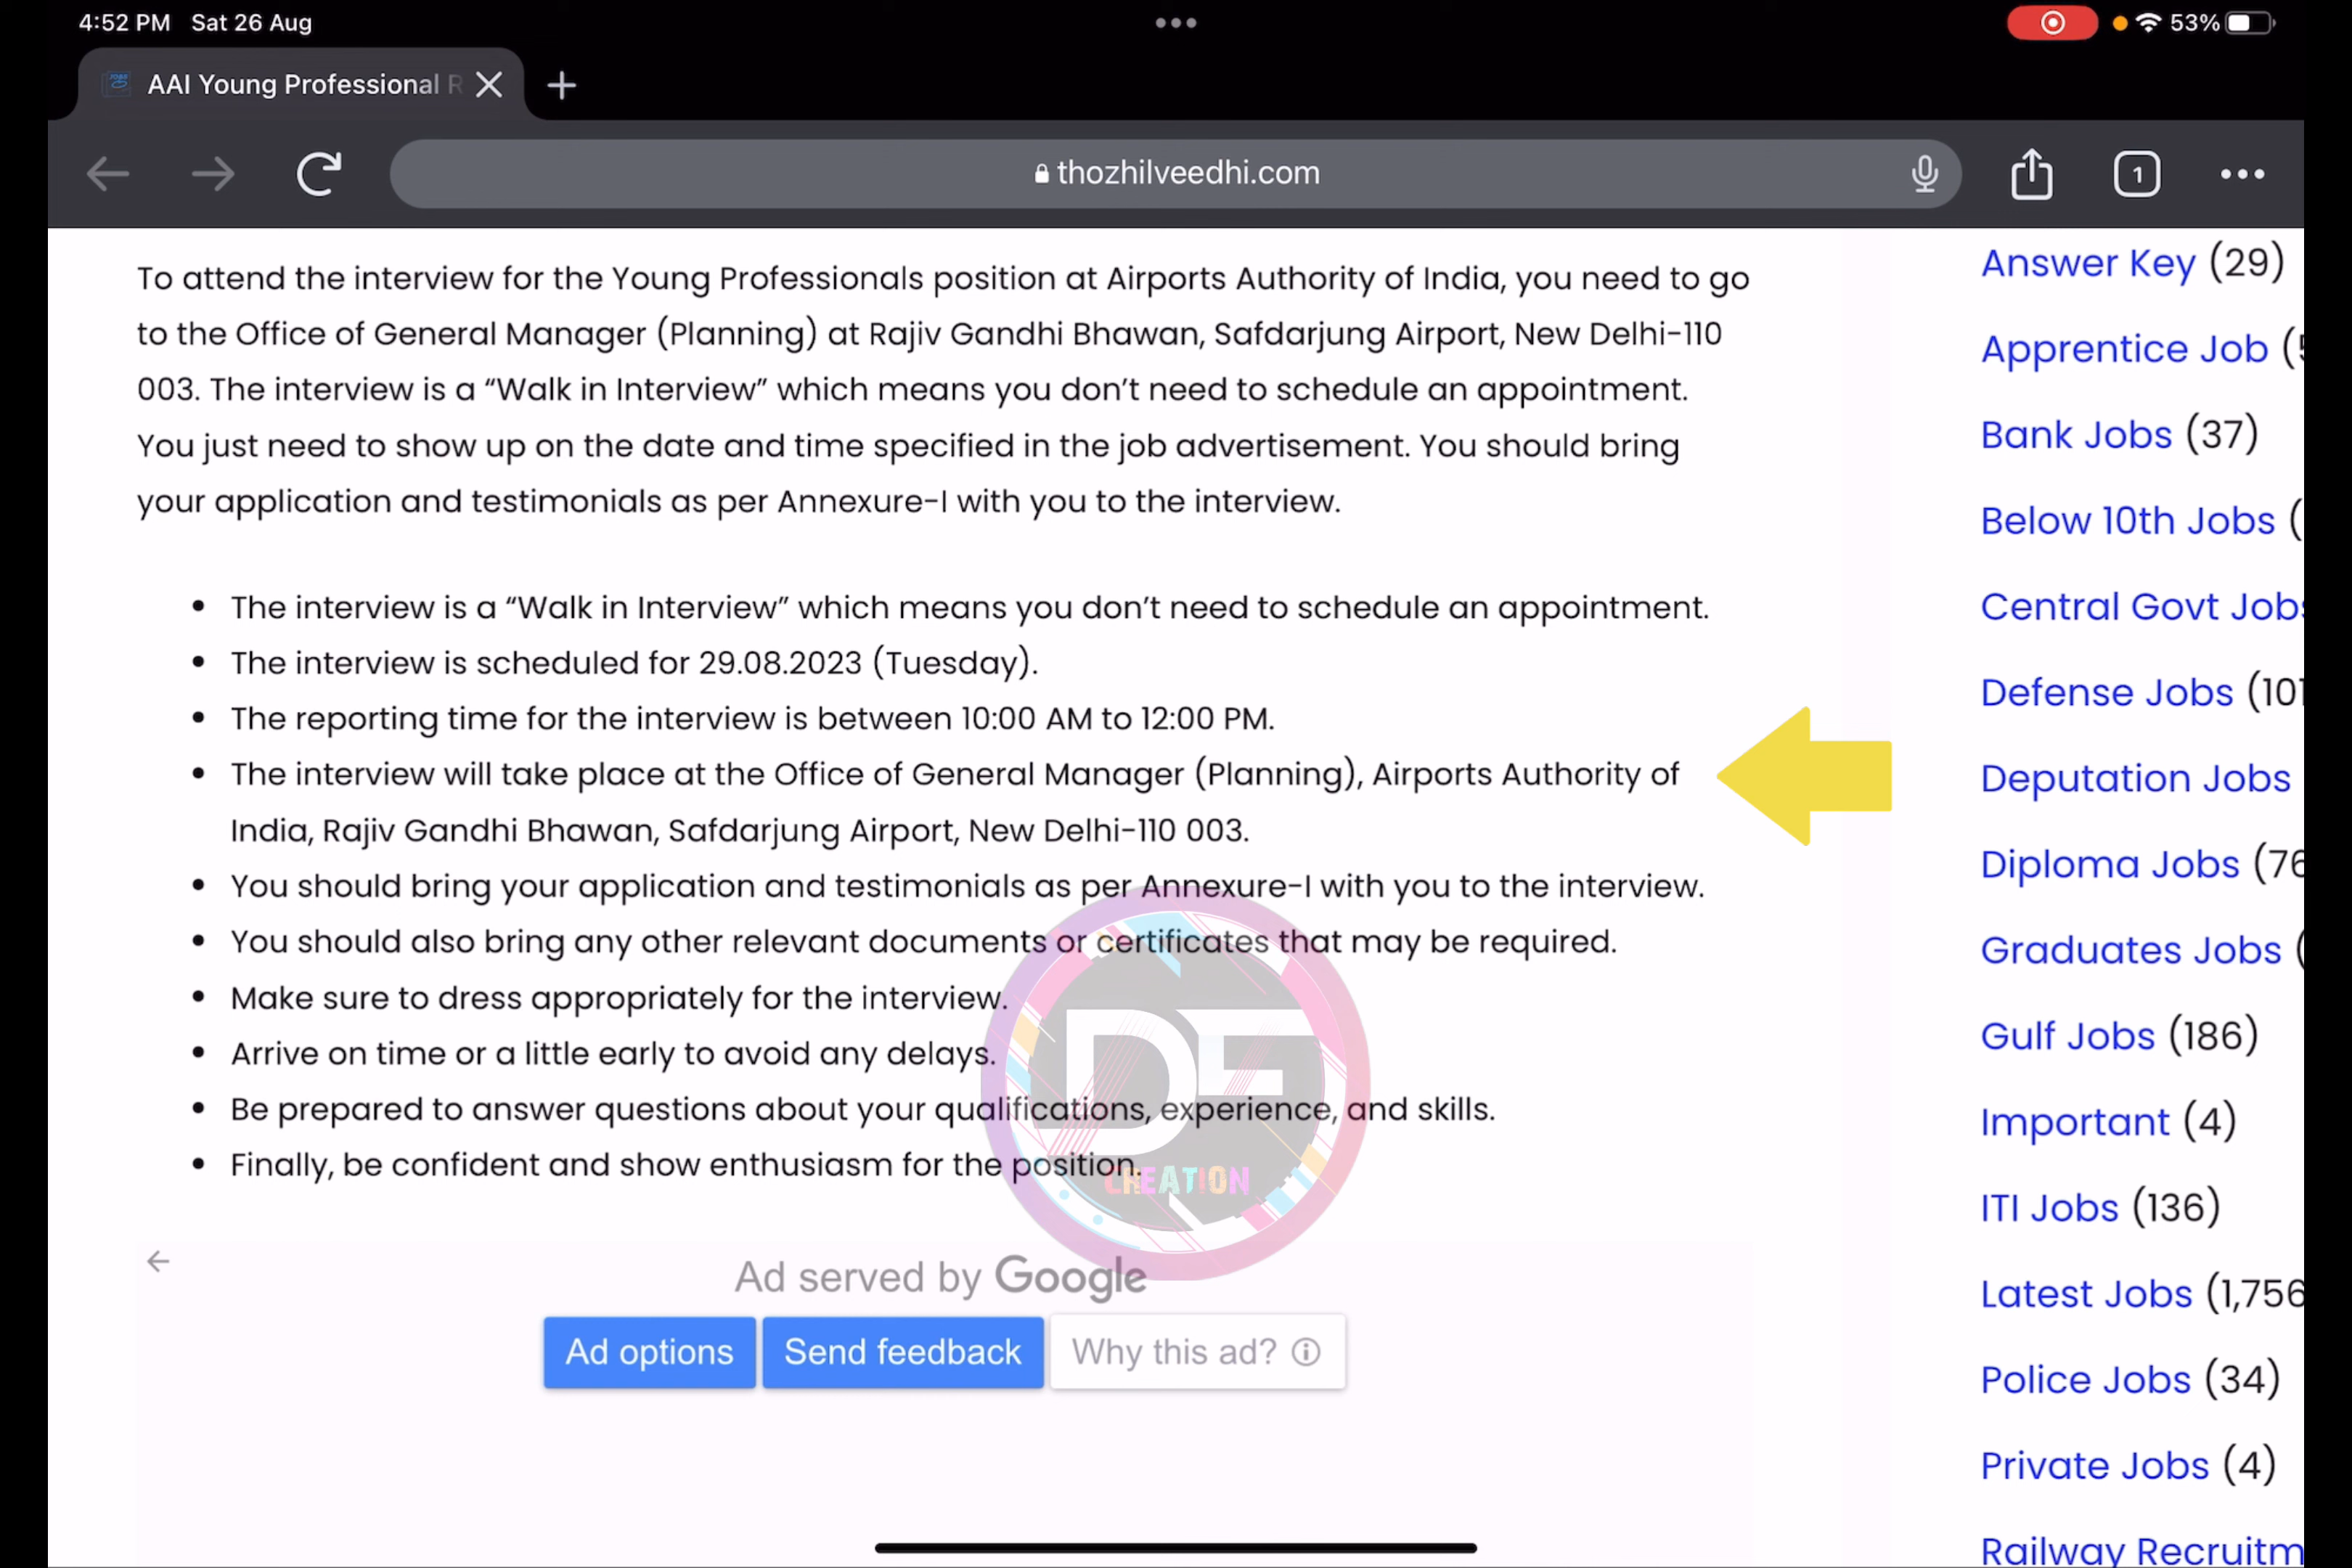 4:52 PM Sat 26 Aug
53%
AAI Young Professional R
thozhilveedhi.com
1
To attend the interview for the Young Professionals position at Airports Authority of India, you need to go
to the Office of General Manager (Planning) at Rajiv Gandhi Bhawan, Safdarjung Airport, New Delhi-110
003. The interview is a “Walk in Interview” which means you don’t need to schedule an appointment.
You just need to show up on the date and time specified in the job advertisement. You should bring
your application and testimonials as per Annexure-I with you to the interview.
• The interview is a “Walk in Interview” which means you don’t need to schedule an appointment.
• The interview is scheduled for 29.08.2023 (Tuesday).
• The reporting time for the interview is between 10:00 AM to 12:00 PM.
• The interview will take place at the Office of General Manager (Planning), Airports Authority of
India, Rajiv Gandhi Bhawan, Safdarjung Airport, New Delhi-110 003.
• You should bring your application and testimonials as per Annexure-I with you to the interview.
• You should also bring any other relevant documents or certificates that may be required.
• Make sure to dress appropriately for the interview.
• Arrive on time or a little early to avoid any delays.
• Be prepared to answer questions about your qualifications, experience, and skills.
• Finally, be confident and show enthusiasm for the position.
DF
CREATION
Ad served by Google
Ad options
Send feedback
Why this ad?
Answer Key (29)
Apprentice Job (
Bank Jobs (37)
Below 10th Jobs (
Central Govt Jobs
Defense Jobs (101
Deputation Jobs
Diploma Jobs (76
Graduates Jobs (
Gulf Jobs (186)
Important (4)
ITI Jobs (136)
Latest Jobs (1,756
Police Jobs (34)
Private Jobs (4)
Railway Recruitm